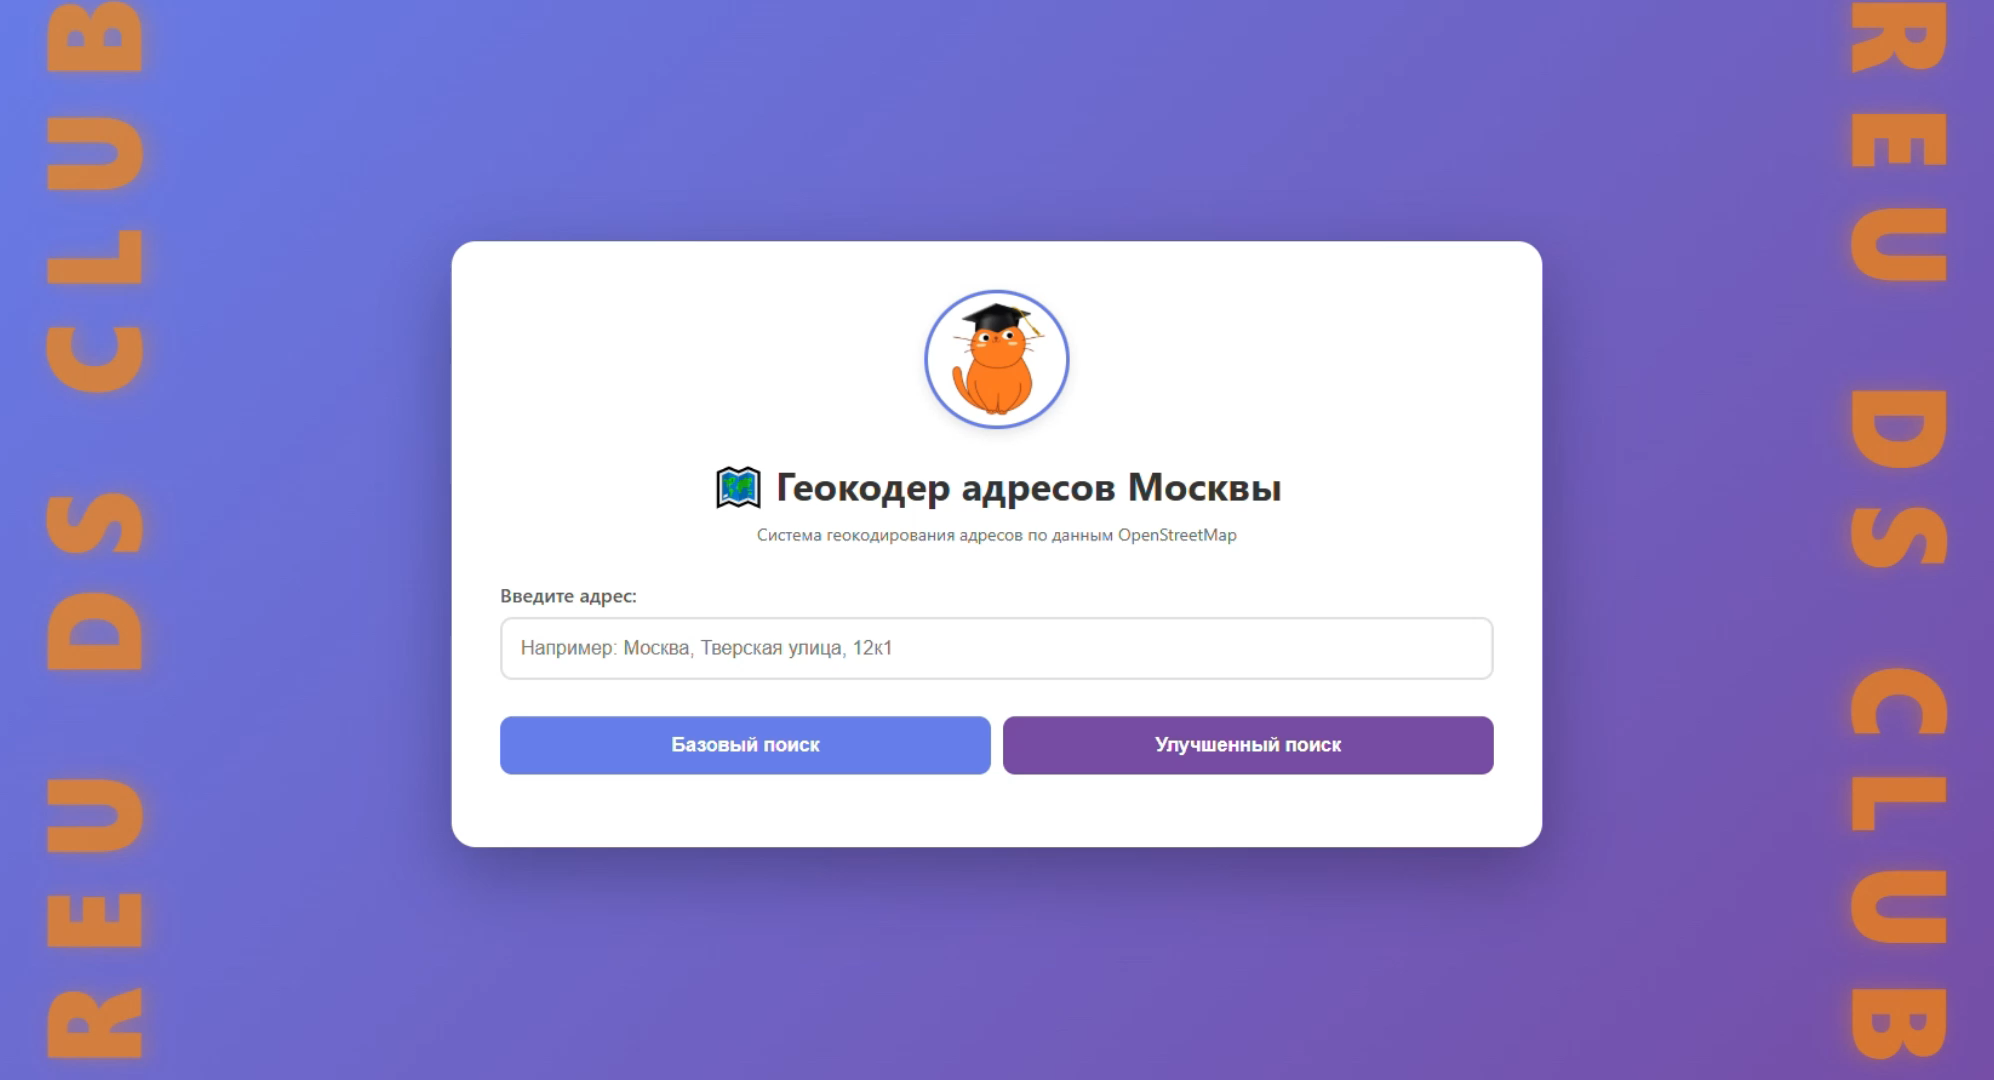 REU DS CLUB
Геокодер адресов Москвы
Система геокодирования адресов по данным OpenStreetMap
Введите адрес:
Например: Москва, Тверская улица, 12к1
Базовый поиск
Улучшенный поиск
REU DS CLUB